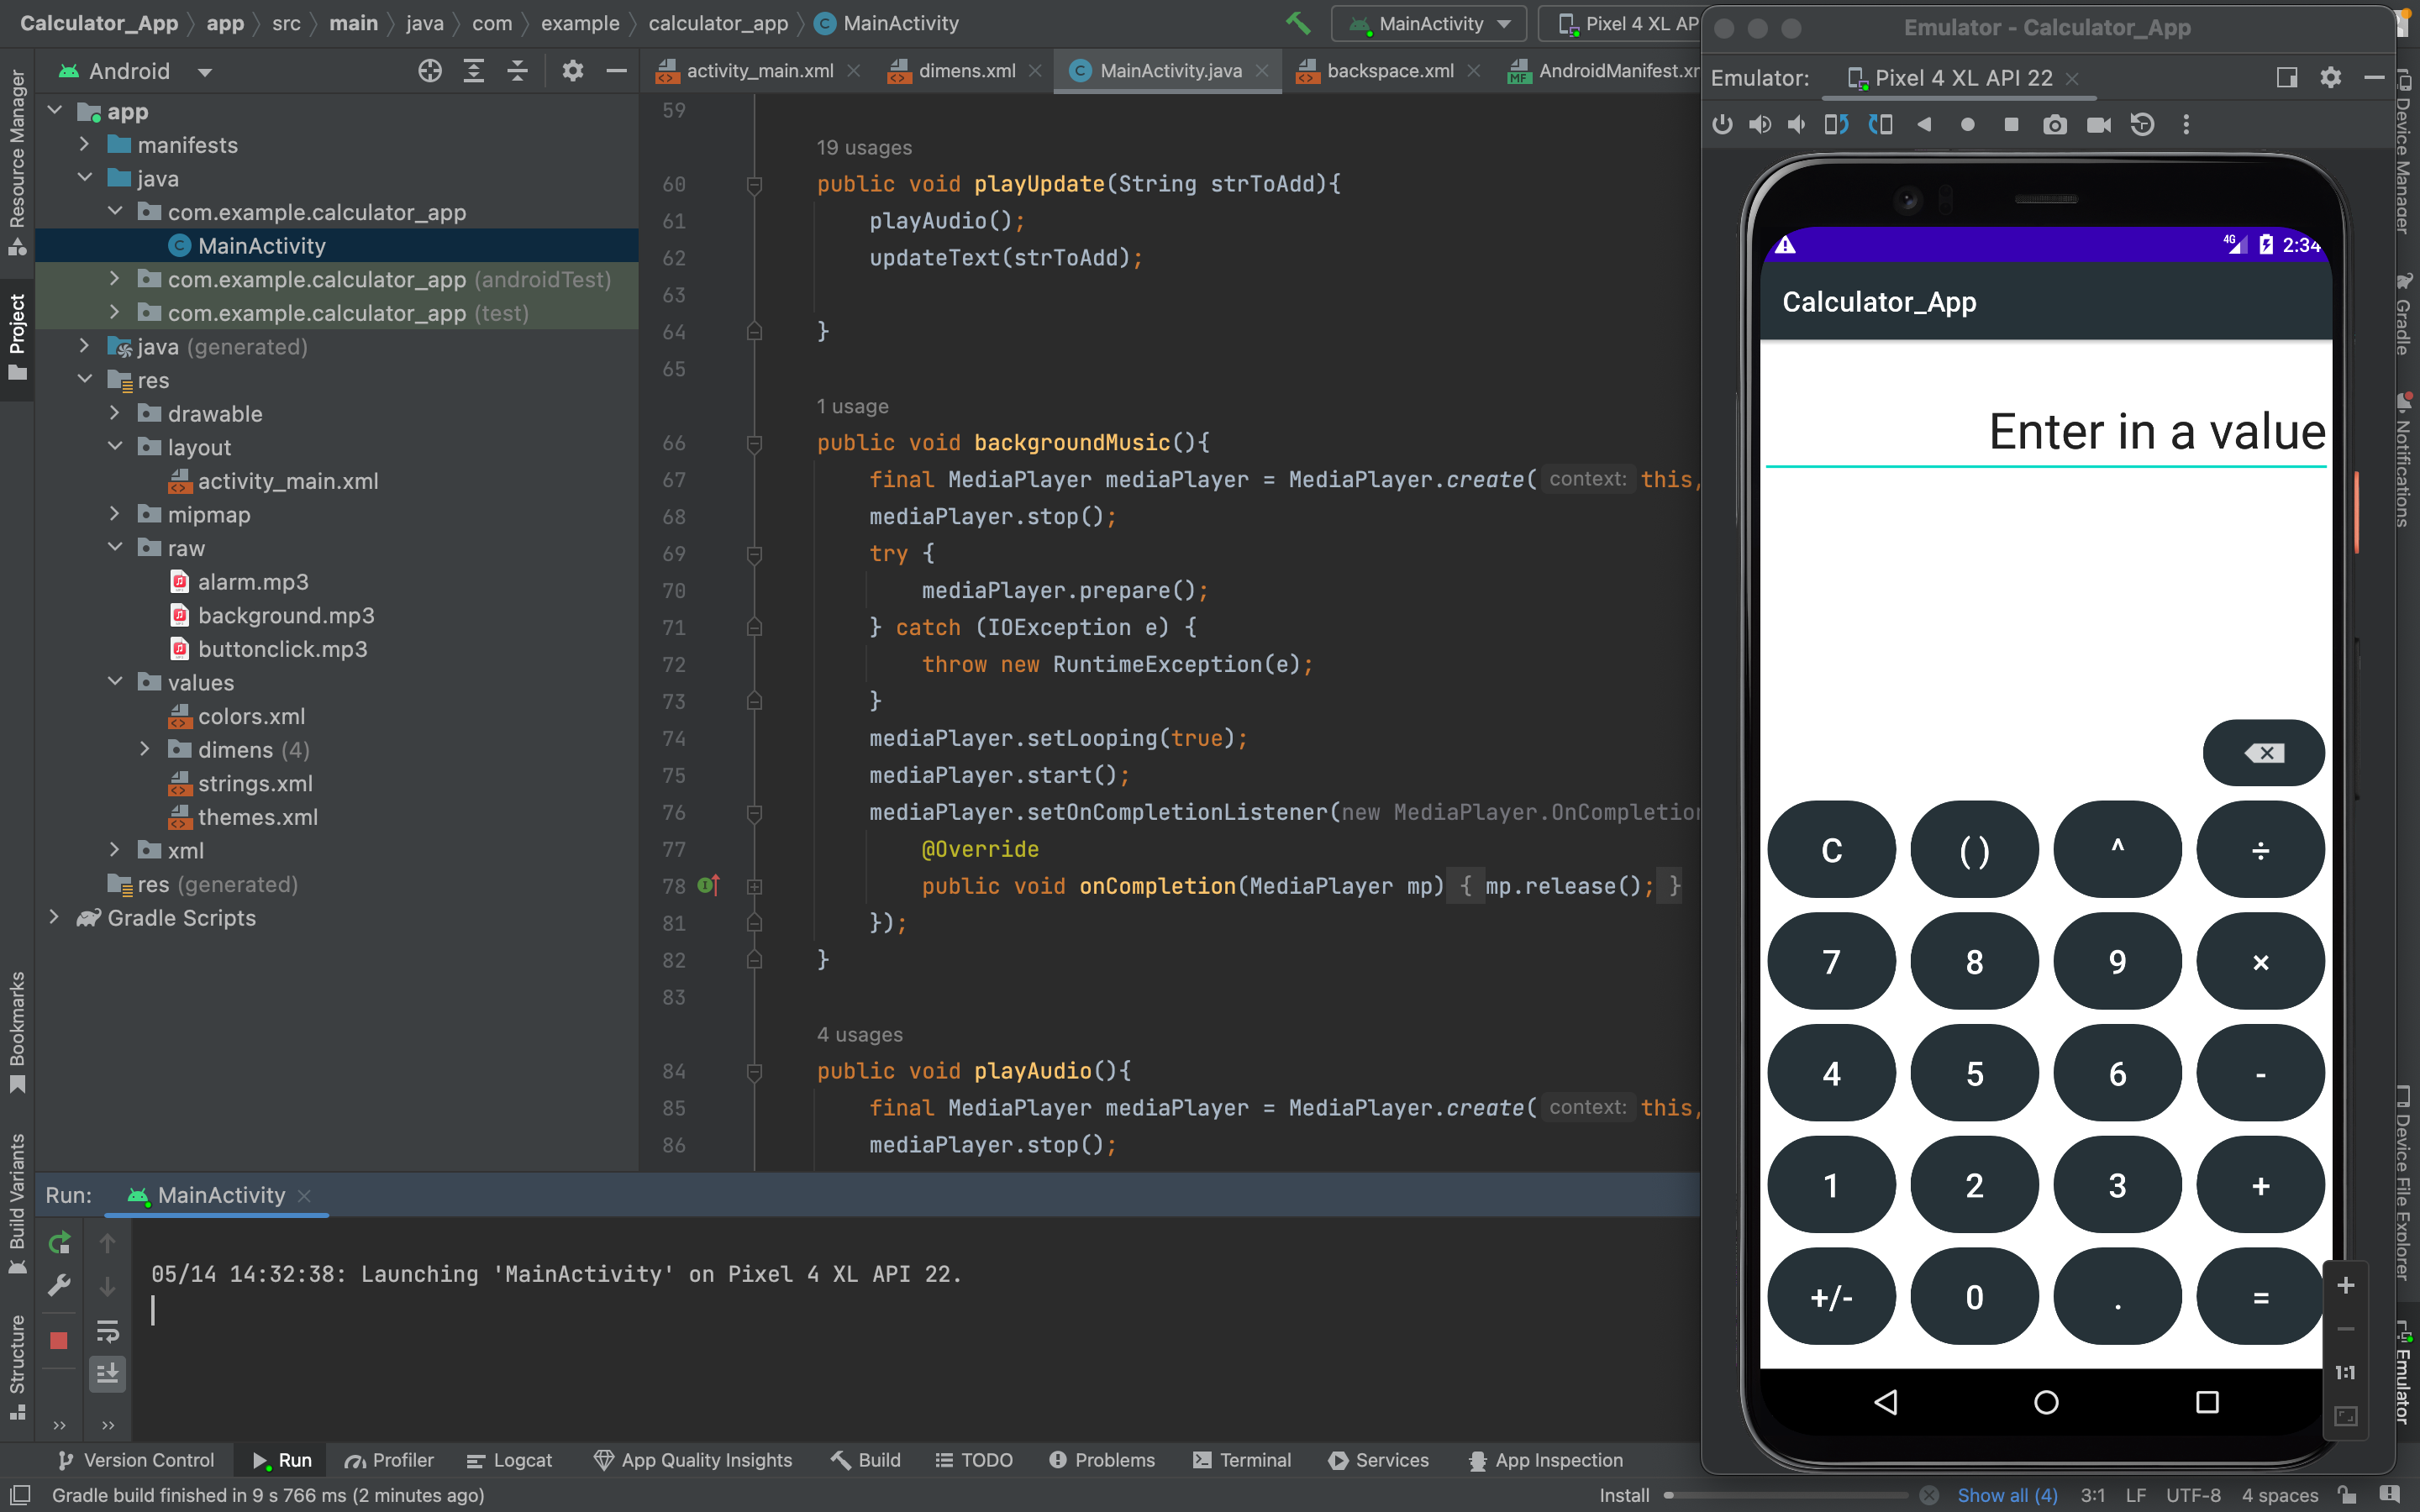 Calculator_App › app › src › main › java › com › example › calculator_app › MainActivity
MainActivity
Pixel 4 XL AP
Android
activity_main.xml
dimens.xml
MainActivity.java
backspace.xml
AndroidManifest.xr
Resource Manager
Project
Bookmarks
Build Variants
Structure
app
manifests
java
com.example.calculator_app
MainActivity
com.example.calculator_app (androidTest)
com.example.calculator_app (test)
java (generated)
res
drawable
layout
activity_main.xml
mipmap
raw
alarm.mp3
background.mp3
buttonclick.mp3
values
colors.xml
dimens (4)
strings.xml
themes.xml
xml
res (generated)
Gradle Scripts
59
19 usages
60 public void playUpdate(String strToAdd){
61 playAudio();
62 updateText(strToAdd);
63
64 }
65
1 usage
66 public void backgroundMusic(){
67 final MediaPlayer mediaPlayer = MediaPlayer.create( context: this,
68 mediaPlayer.stop();
69 try {
70 mediaPlayer.prepare();
71 } catch (IOException e) {
72 throw new RuntimeException(e);
73 }
74 mediaPlayer.setLooping(true);
75 mediaPlayer.start();
76 mediaPlayer.setOnCompletionListener(new MediaPlayer.OnCompletion
77 @Override
78 public void onCompletion(MediaPlayer mp) { mp.release(); }
81 });
82 }
83
4 usages
84 public void playAudio(){
85 final MediaPlayer mediaPlayer = MediaPlayer.create( context: this,
86 mediaPlayer.stop();
Emulator - Calculator_App
Emulator: Pixel 4 XL API 22
4G 2:34
Calculator_App
Enter in a value
C ( ) ^ ÷
7 8 9 ×
4 5 6 -
1 2 3 +
+/- 0 . =
+
−
1:1
Device Manager
Gradle
Notifications
Device File Explorer
Emulator
Run: MainActivity
05/14 14:32:38: Launching 'MainActivity' on Pixel 4 XL API 22.
Version Control Run Profiler Logcat App Quality Insights Build TODO Problems Terminal Services App Inspection
Gradle build finished in 9 s 766 ms (2 minutes ago)
Install Show all (4) 3:1 LF UTF-8 4 spaces